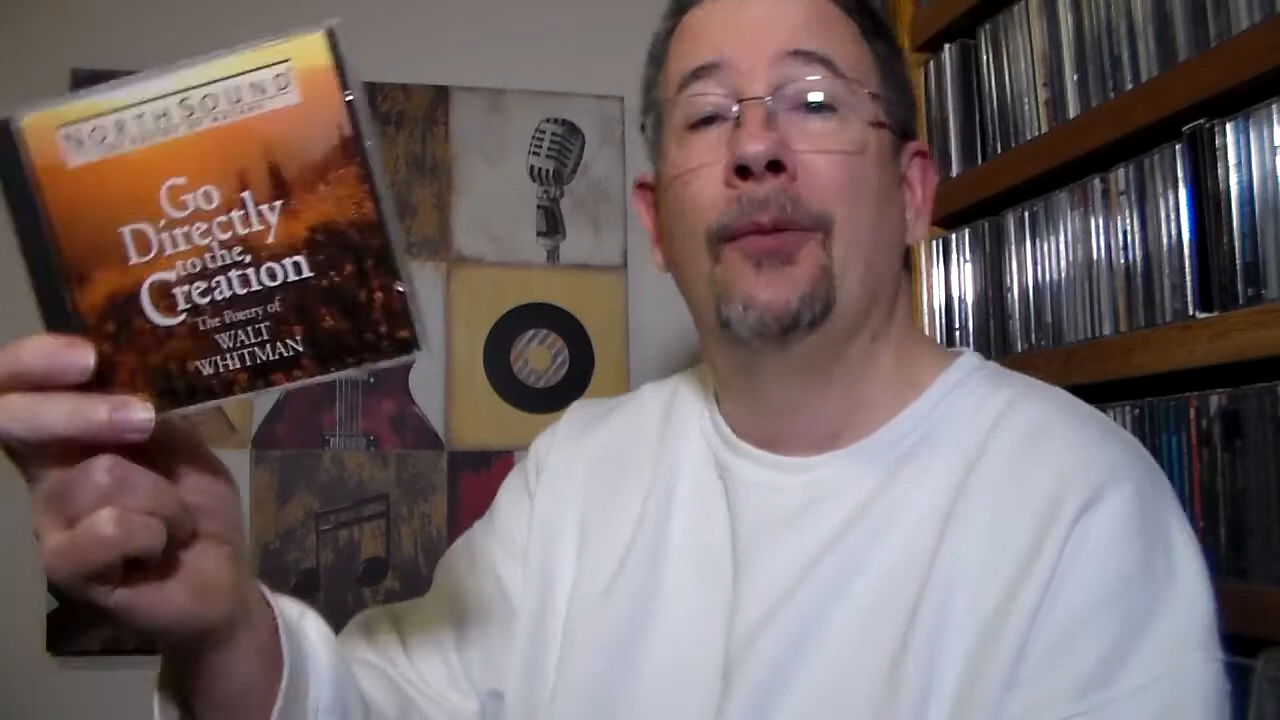 NORTHSOUND
Go
Directly
to the
Creation
The Poetry of
WALT
WHITMAN